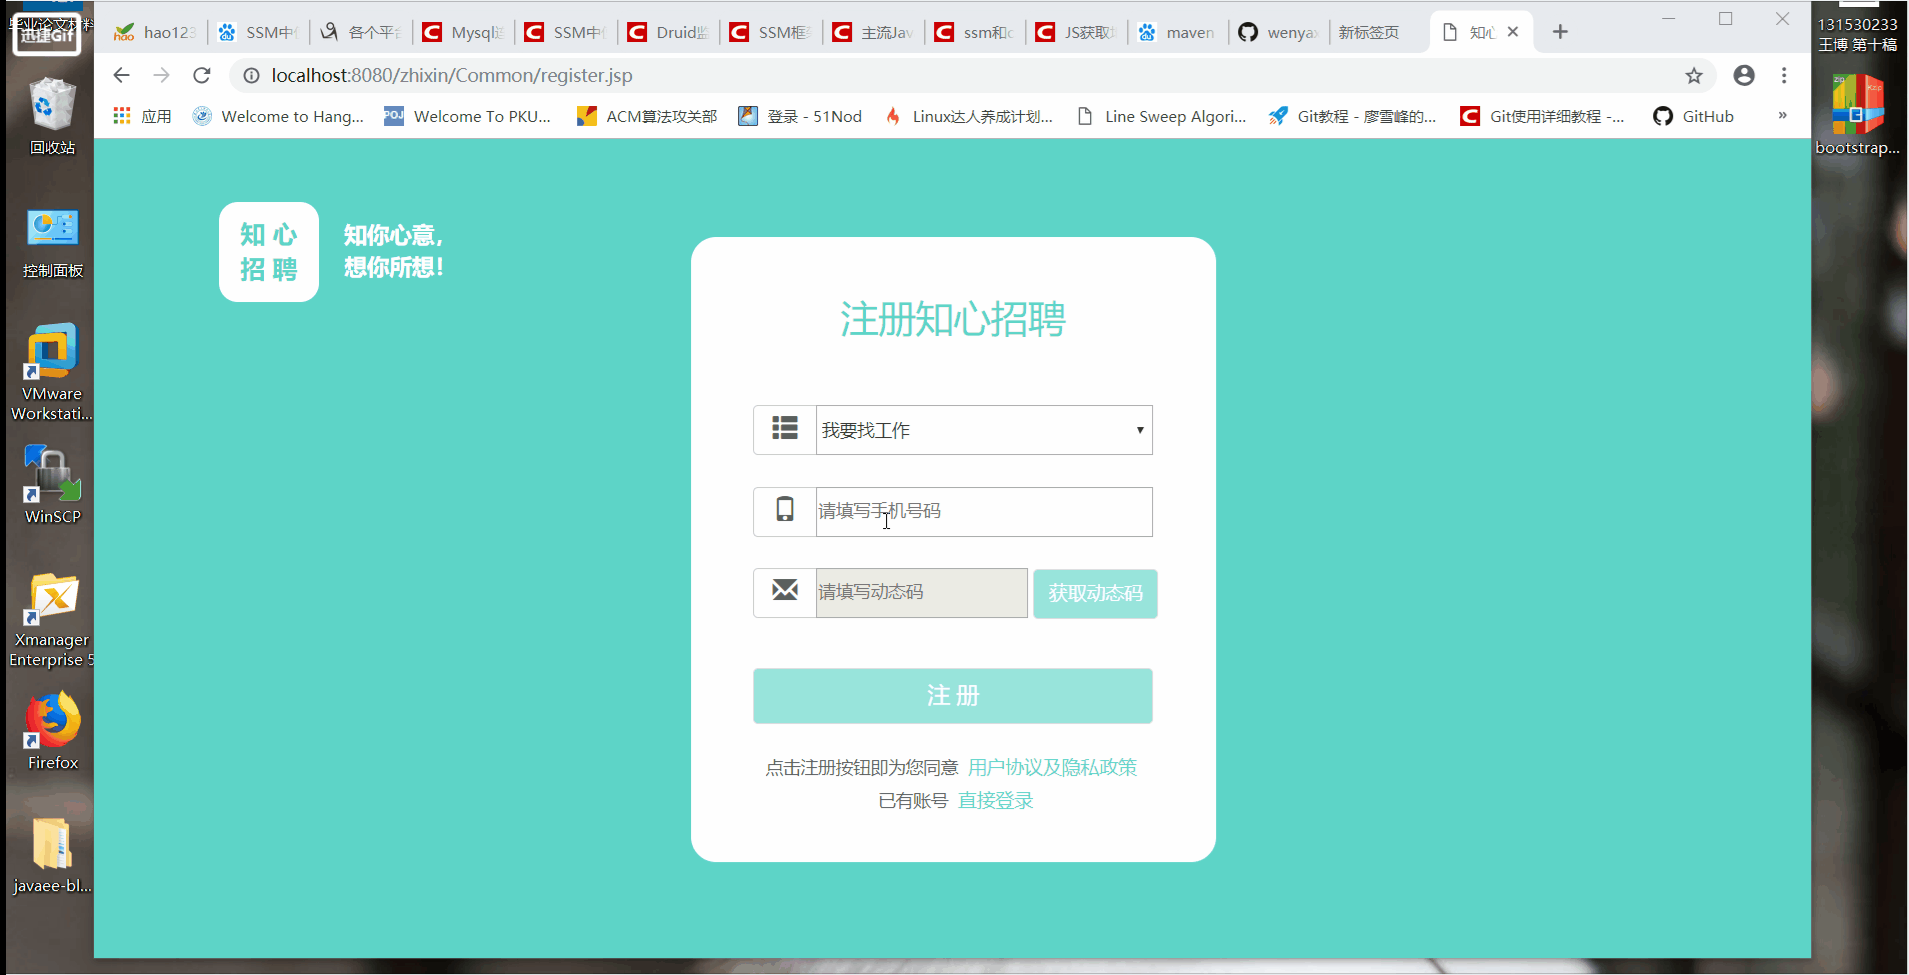 毕业论文材料
迅捷Gif
回收站
控制面板
VMware
Workstati...
WinSCP
Xmanager
Enterprise 5
Firefox
javaee-bl...
hao123
SSM中
各个平台
Mysql
SSM中
Druid监
SSM框
主流Jav
ssm和
JS获取
maven
wenya
新标签页
知心
localhost:8080/zhixin/Common/register.jsp
应用
Welcome to Hang...
POJ
Welcome To PKU...
ACM算法攻关部
登录 - 51Nod
Linux达人养成计划...
Line Sweep Algori...
Git教程 - 廖雪峰的...
Git使用详细教程 -...
GitHub
»
知 心
招 聘
知你心意，
想你所想！
注册知心招聘
我要找工作
请填写手机号码
请填写动态码
获取动态码
注 册
点击注册按钮即为您同意 用户协议及隐私政策
已有账号 直接登录
131530233
王博 第十稿
bootstrap...